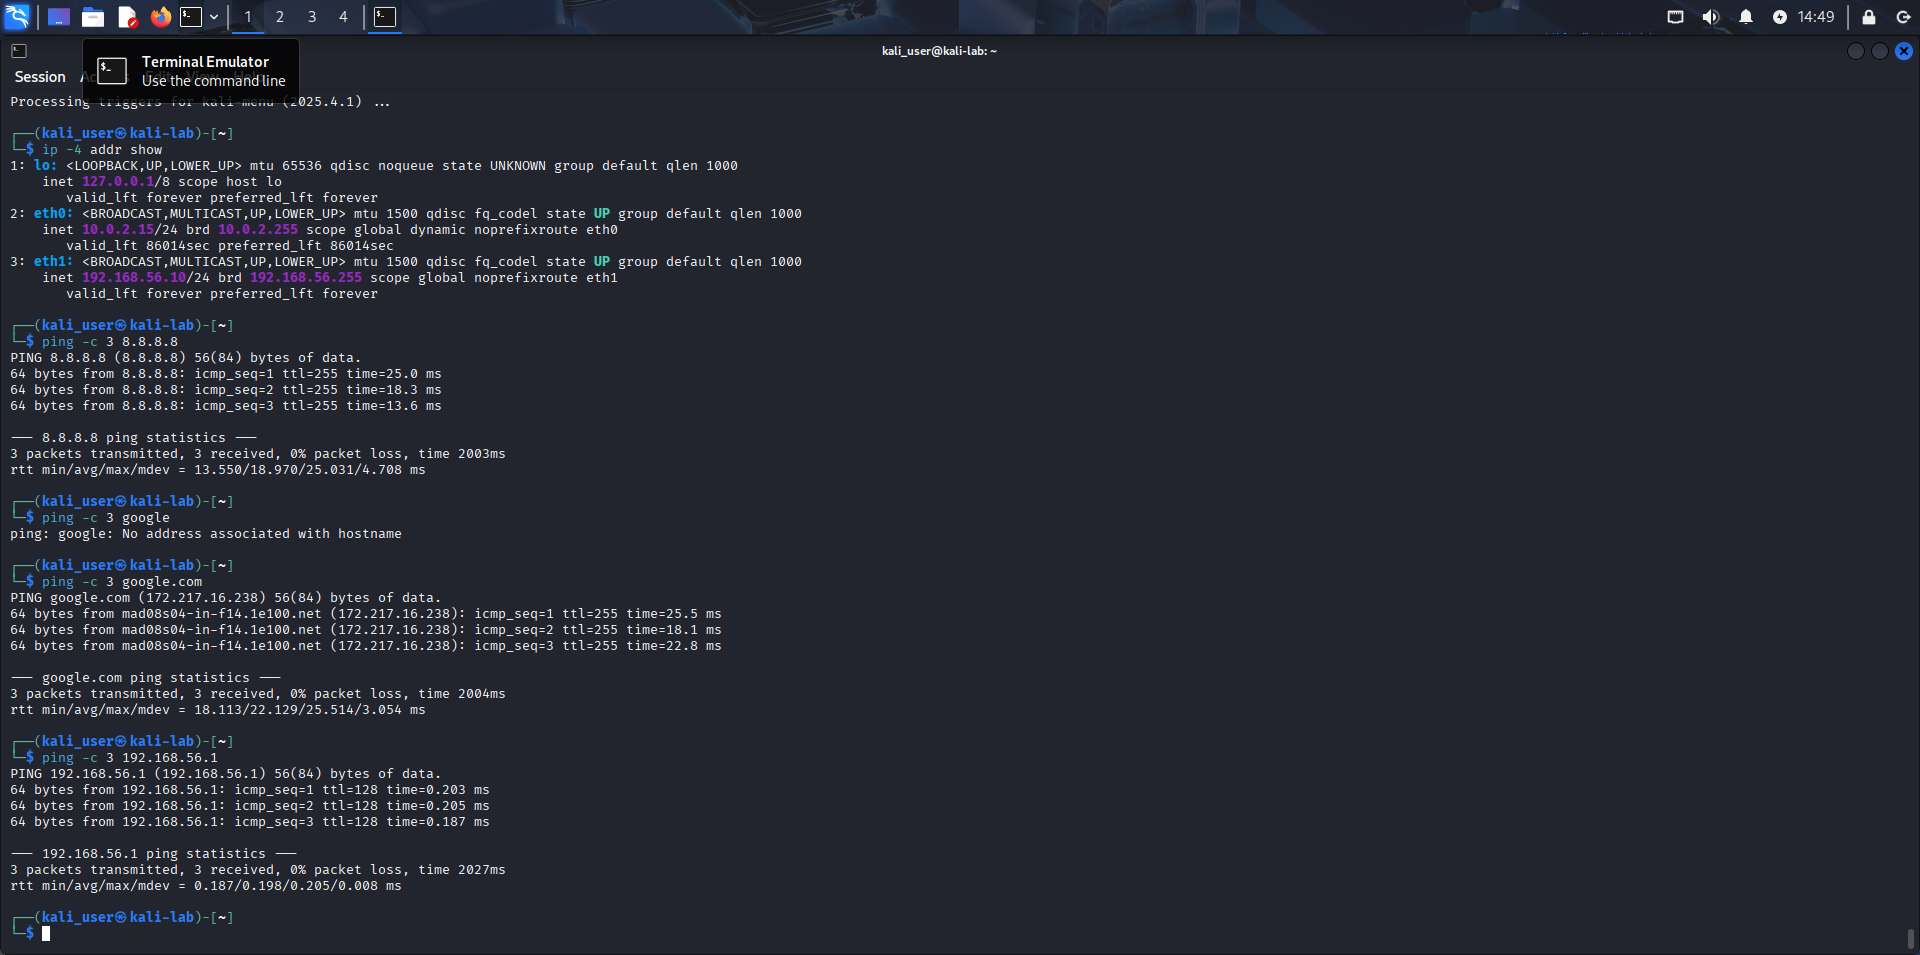 1 2 3 4 14:49
kali_user@kali-lab: ~
Terminal Emulator
Use the command line
Session
Processing triggers for kali-menu (2025.4.1) ...
┌──(kali_user㉿kali-lab)-[~]
└─$ ip -4 addr show
1: lo: <LOOPBACK,UP,LOWER_UP> mtu 65536 qdisc noqueue state UNKNOWN group default qlen 1000
    inet 127.0.0.1/8 scope host lo
       valid_lft forever preferred_lft forever
2: eth0: <BROADCAST,MULTICAST,UP,LOWER_UP> mtu 1500 qdisc fq_codel state UP group default qlen 1000
    inet 10.0.2.15/24 brd 10.0.2.255 scope global dynamic noprefixroute eth0
       valid_lft 86014sec preferred_lft 86014sec
3: eth1: <BROADCAST,MULTICAST,UP,LOWER_UP> mtu 1500 qdisc fq_codel state UP group default qlen 1000
    inet 192.168.56.10/24 brd 192.168.56.255 scope global noprefixroute eth1
       valid_lft forever preferred_lft forever
┌──(kali_user㉿kali-lab)-[~]
└─$ ping -c 3 8.8.8.8
PING 8.8.8.8 (8.8.8.8) 56(84) bytes of data.
64 bytes from 8.8.8.8: icmp_seq=1 ttl=255 time=25.0 ms
64 bytes from 8.8.8.8: icmp_seq=2 ttl=255 time=18.3 ms
64 bytes from 8.8.8.8: icmp_seq=3 ttl=255 time=13.6 ms
--- 8.8.8.8 ping statistics ---
3 packets transmitted, 3 received, 0% packet loss, time 2003ms
rtt min/avg/max/mdev = 13.550/18.970/25.031/4.708 ms
┌──(kali_user㉿kali-lab)-[~]
└─$ ping -c 3 google
ping: google: No address associated with hostname
┌──(kali_user㉿kali-lab)-[~]
└─$ ping -c 3 google.com
PING google.com (172.217.16.238) 56(84) bytes of data.
64 bytes from mad08s04-in-f14.1e100.net (172.217.16.238): icmp_seq=1 ttl=255 time=25.5 ms
64 bytes from mad08s04-in-f14.1e100.net (172.217.16.238): icmp_seq=2 ttl=255 time=18.1 ms
64 bytes from mad08s04-in-f14.1e100.net (172.217.16.238): icmp_seq=3 ttl=255 time=22.8 ms
--- google.com ping statistics ---
3 packets transmitted, 3 received, 0% packet loss, time 2004ms
rtt min/avg/max/mdev = 18.113/22.129/25.514/3.054 ms
┌──(kali_user㉿kali-lab)-[~]
└─$ ping -c 3 192.168.56.1
PING 192.168.56.1 (192.168.56.1) 56(84) bytes of data.
64 bytes from 192.168.56.1: icmp_seq=1 ttl=128 time=0.203 ms
64 bytes from 192.168.56.1: icmp_seq=2 ttl=128 time=0.205 ms
64 bytes from 192.168.56.1: icmp_seq=3 ttl=128 time=0.187 ms
--- 192.168.56.1 ping statistics ---
3 packets transmitted, 3 received, 0% packet loss, time 2027ms
rtt min/avg/max/mdev = 0.187/0.198/0.205/0.008 ms
┌──(kali_user㉿kali-lab)-[~]
└─$